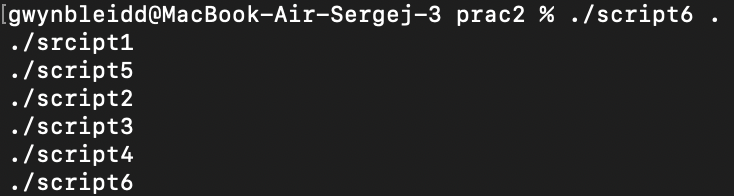 [gwynbleidd@MacBook-Air-Sergej-3 prac2 % ./script6 .
./srcipt1
./script5
./script2
./script3
./script4
./script6